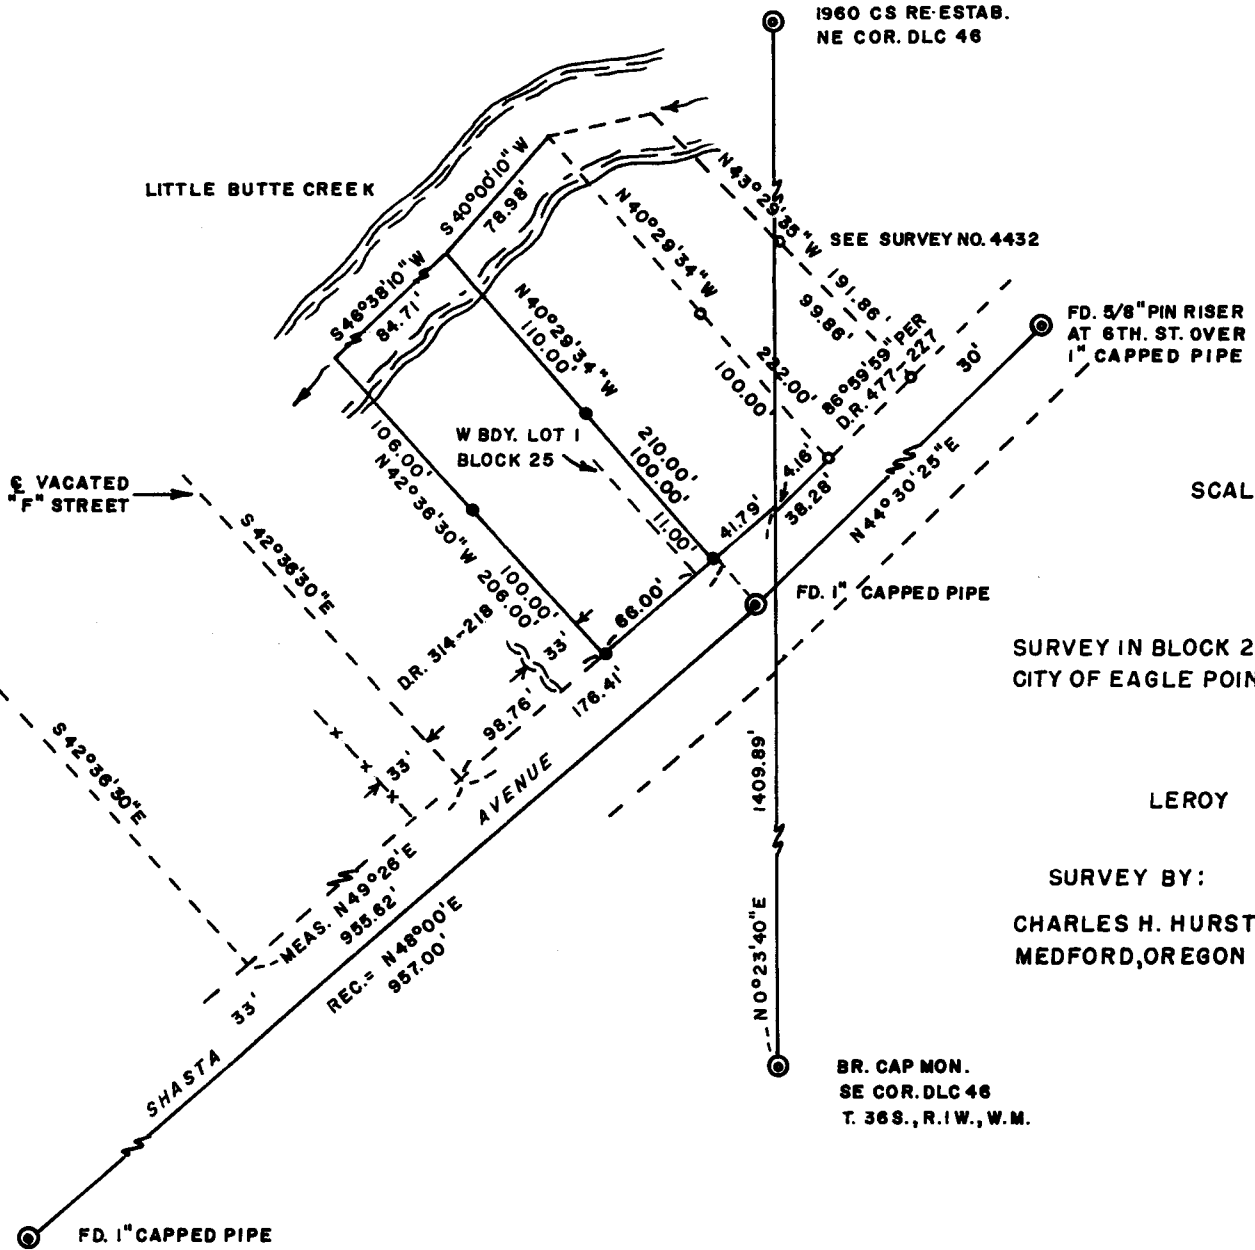 1960 CS RE-ESTAB.
NE COR. DLC 46
LITTLE BUTTE CREEK
S 40°00'10" W
78.98'
S 46°38'10" W
84.71'
N 43°29'35" W
191.86'
99.86'
SEE SURVEY NO. 4432
N 40°29'34" W
222.00'
100.00'
FD. 5/8" PIN RISER
AT 6TH. ST. OVER
1" CAPPED PIPE
30'
86°59'59" PER
D.R. 477-227
N 40°29'34" W
110.00'
210.00'
100.00'
W BDY. LOT 1
BLOCK 25
11.00'
41.79'
4.16'
38.28'
N 44°30'25" E
106.00'
N 42°36'30" W
100.00'
206.00'
℄ VACATED
"F" STREET
S 42°36'30" E
SCAL
66.00'
FD. 1" CAPPED PIPE
D.R. 314-218
33'
98.76'
176.41'
33'
SURVEY IN BLOCK 2
CITY OF EAGLE POIN
S 42°36'30" E
1409.89'
LEROY
MEAS. N 49°26' E
955.62'
REC.= N 48°00' E
957.00'
33'
SHASTA AVENUE
SURVEY BY:
CHARLES H. HURST
MEDFORD, OREGON
N 0°23'40" E
BR. CAP MON.
SE COR. DLC 46
T. 36 S., R. 1 W., W.M.
FD. 1" CAPPED PIPE